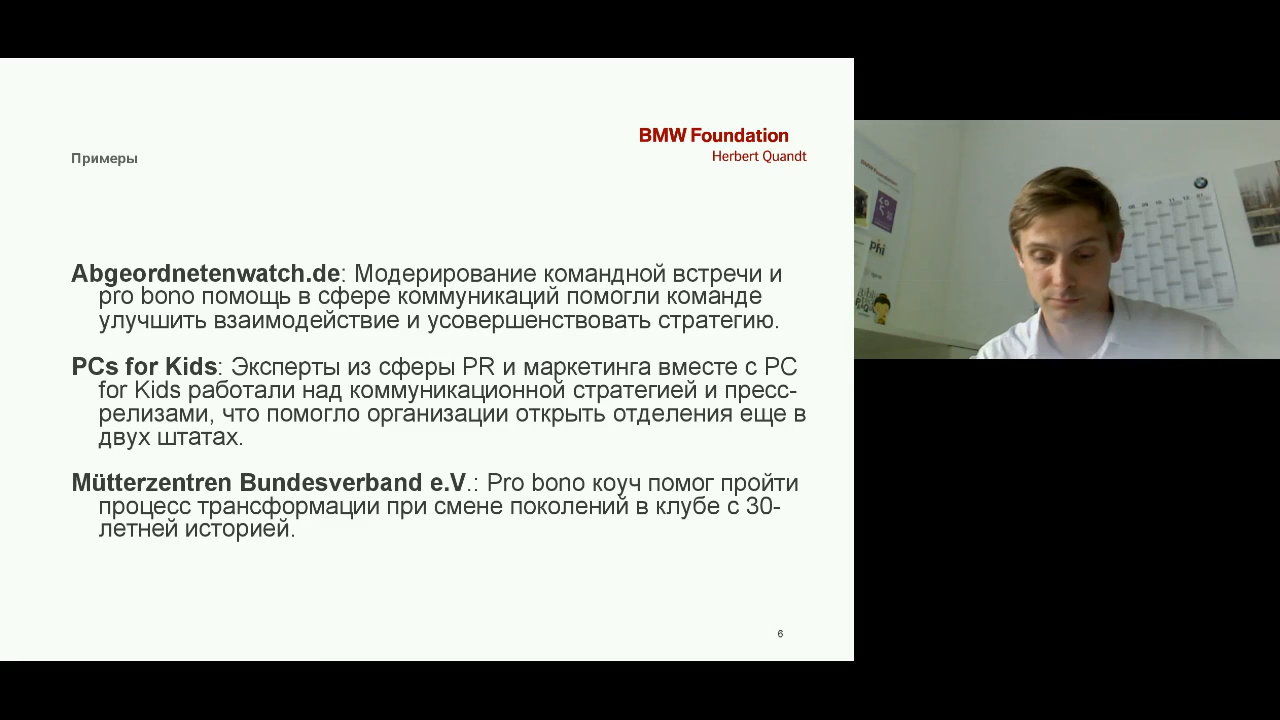 Примеры
BMW Foundation
Herbert Quandt
Abgeordnetenwatch.de: Модерирование командной встречи и
pro bono помощь в сфере коммуникаций помогли команде
улучшить взаимодействие и усовершенствовать стратегию.
PCs for Kids: Эксперты из сферы PR и маркетинга вместе с PC
for Kids работали над коммуникационной стратегией и пресс-
релизами, что помогло организации открыть отделения еще в
двух штатах.
Mütterzentren Bundesverband e.V.: Pro bono коуч помог пройти
процесс трансформации при смене поколений в клубе с 30-
летней историей.
6
BMW Foundation
phi